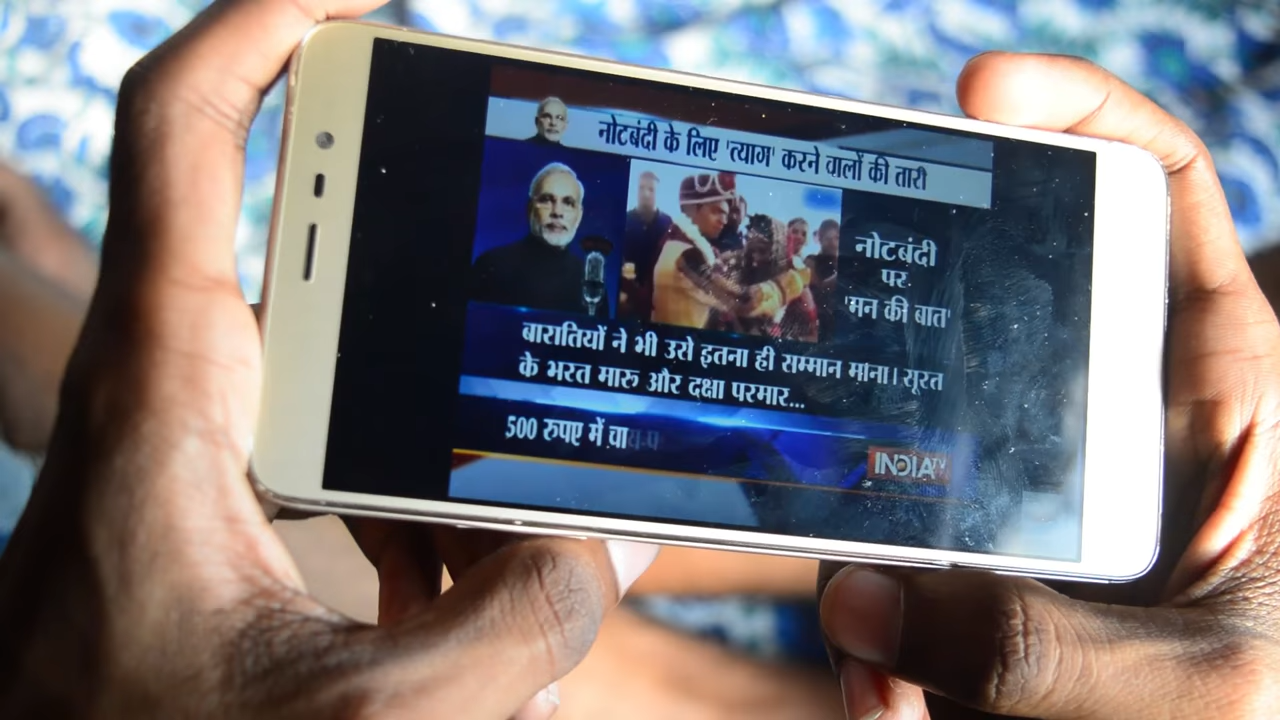 नोटबंदी के लिए 'त्याग' करने वालों की तारी
नोटबंदी
पर
'मन की बात'
बारातियों ने भी उसे इतना ही सम्मान माना। सूरत
के भरत मारू और दक्षा परमार...
500 रुपए में चाय-प
INDIA TV